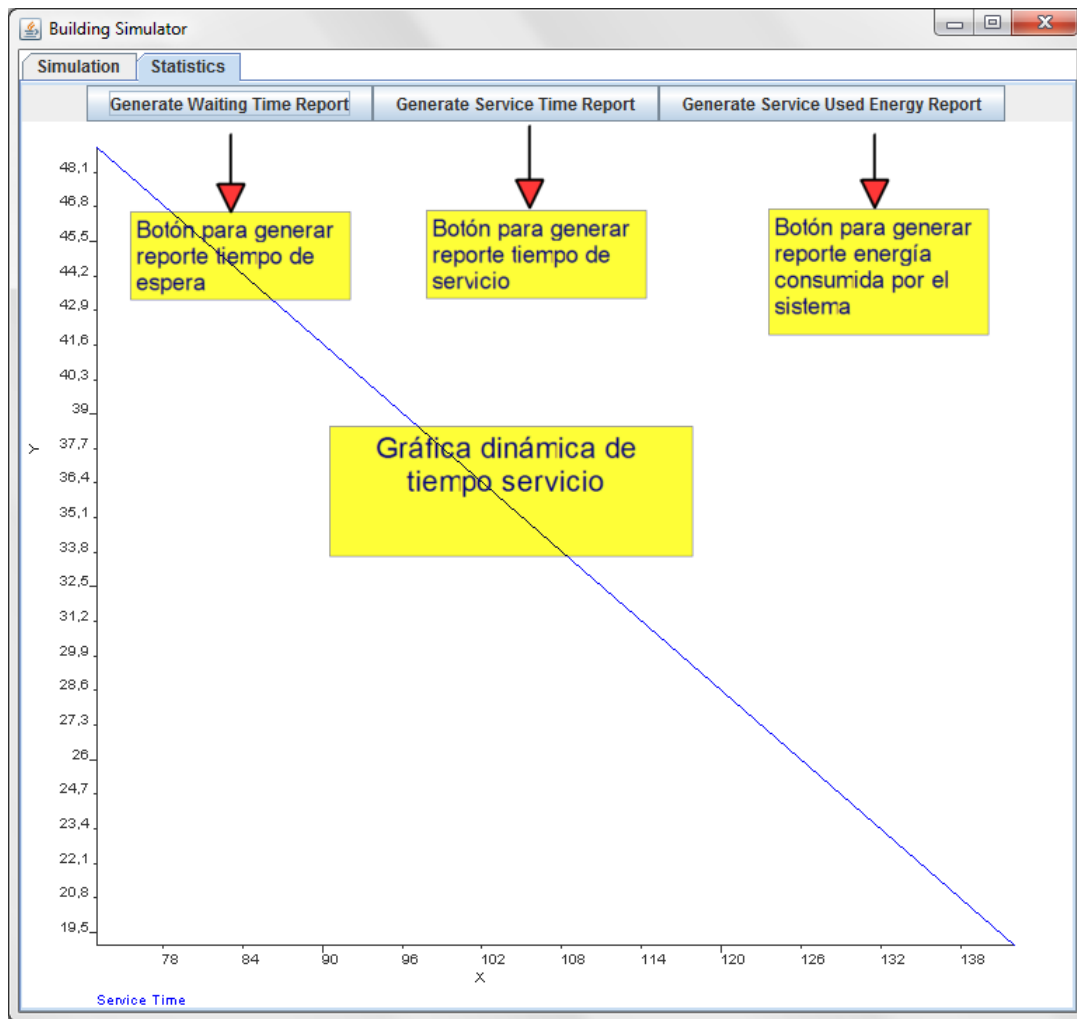 Building Simulator
Simulation
Statistics
Generate Waiting Time Report
Generate Service Time Report
Generate Service Used Energy Report
Botón para generar
reporte tiempo de
espera
Botón para generar
reporte tiempo de
servicio
Botón para generar
reporte energía
consumida por el
sistema
Gráfica dinámica de
tiempo servicio
48,1
46,8
45,5
44,2
42,9
41,6
40,3
39
37,7
36,4
35,1
33,8
32,5
31,2
29,9
28,6
27,3
26
24,7
23,4
22,1
20,8
19,5
Y
78 84 90 96 102 108 114 120 126 132 138
X
Service Time